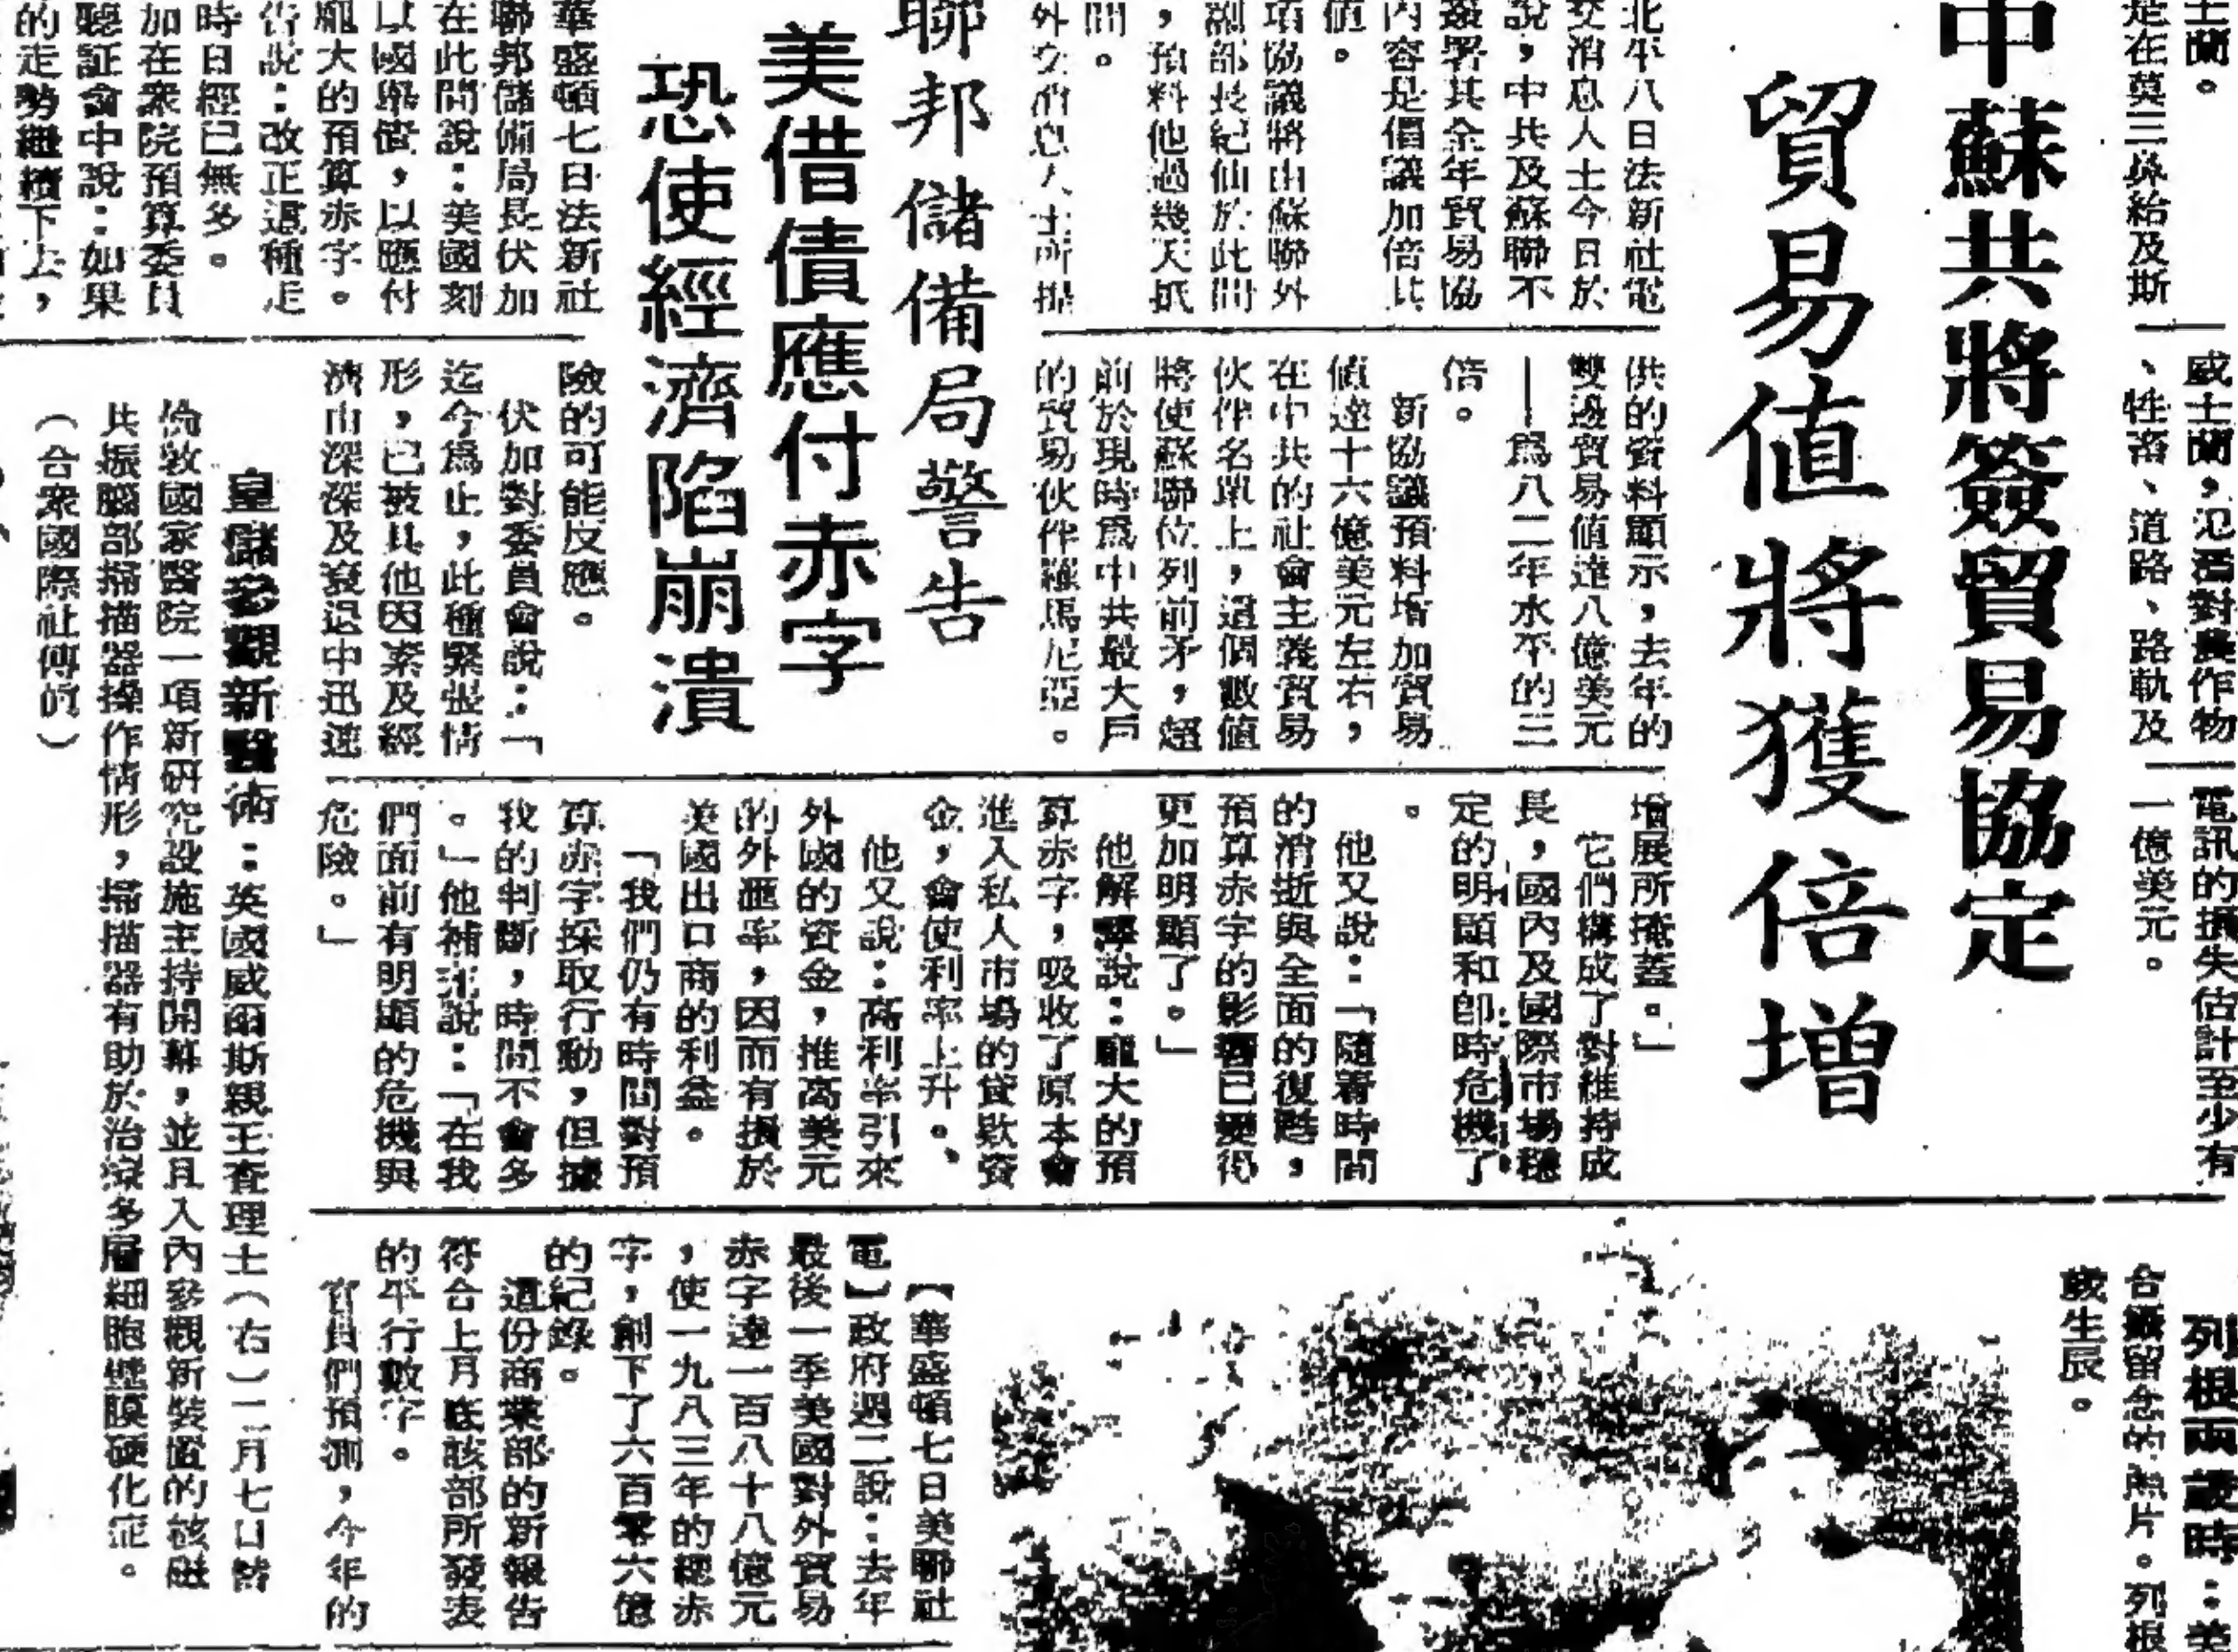 士蘭。
是在莫三鼻給及斯
威士蘭，氾濫對農作物
、牲畜、道路、路軌及
電訊的損失估計至少有
一億美元。
中蘇共將簽貿易協定
貿易值將獲倍增
北平八日法新社電
交消息人士今日於
說，中共及蘇聯不
簽署其全年貿易協
內容是倡議加倍其
值。
項協議將由蘇聯外
副部長紀仙於此間
，預料他過幾天抵
間。
外交消息人士所提
供的資料顯示，去年的
雙邊貿易值達八億美元
——為八二年水平的三
倍。
新協議預料增加貿易
值達十六億美元左右，
在中共的社會主義貿易
伙伴名單上，這個數值
將使蘇聯位列前矛，超
前於現時為中共最大戶
的貿易伙伴羅馬尼亞。
聯邦儲備局警告
美借債應付赤字
恐使經濟陷崩潰
華盛頓七日法新社
聯邦儲備局長伏加
在此間說：美國刻
以國舉債，以應付
龐大的預算赤字。
告說：改正這種走
時日經已無多。
加在衆院預算委員
聽証會中說：如果
的走勢繼續下去，
險的可能反應。
伏加對委員會說：「
迄今為止，此種緊張情
形，已被其他因素及經
濟由深深及衰退中迅速
增展所掩蓋。」
它們構成了對維持成
長，國內及國際市場穩
定的明顯和即時危機了
。
他又說：「隨著時間
的消逝與全面的復甦，
預算赤字的影響已變得
更加明顯了。」
他解釋說：龐大的預
算赤字，吸收了原本會
進入私人市場的貸款資
金，會使利率上升。、
他又說：高利率引來
外國的資金，推高美元
的外滙率，因而有損於
美國出口商的利益。
「我們仍有時間對預
算赤字採取行動，但據
我的判斷，時間不會多
。」他補充說：「在我
們面前有明顯的危機與
危險。」
【華盛頓七日美聯社
電】政府週二說：去年
最後一季美國對外貿易
赤字達一百八十八億元
，使一九八三年的總赤
字，創下了六百零六億
的紀錄。
這份商業部的新報告
符合上月底該部所發表
的平行數字。
官員們預測，今年的
皇儲參觀新醫術：英國威爾斯親王查理士（右）二月七日替
倫敦國家醫院一項新研究設施主持開幕，並且入內參觀新裝置的核磁
共振腦部掃描器操作情形，掃描器有助於治療多層細胞壁膜硬化症。
（合衆國際社傳真）
列根兩歲時：美
合攝留念的照片。列根
歲生辰。